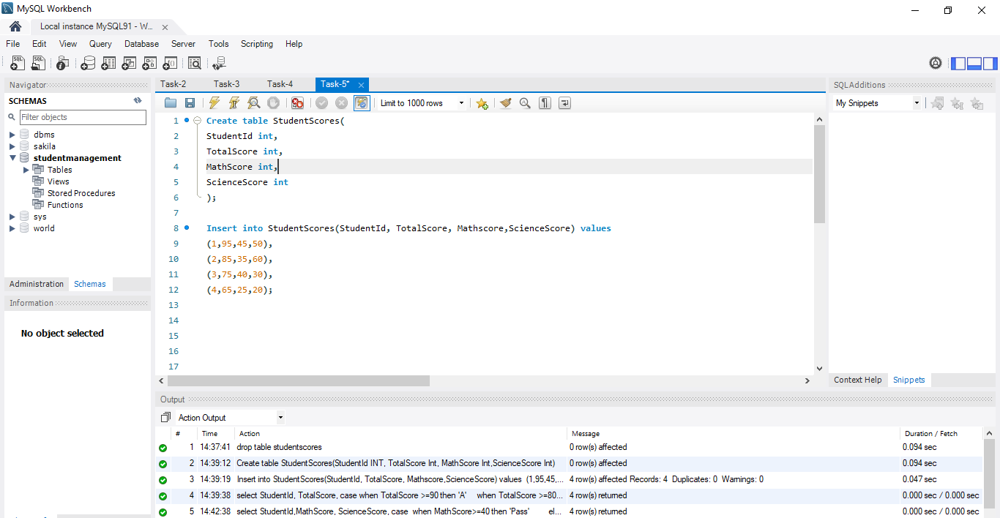 MySQL Workbench
Local instance MySQL91 - W...
File Edit View Query Database Server Tools Scripting Help
Navigator
SCHEMAS
Filter objects
dbms
sakila
studentmanagement
Tables
Views
Stored Procedures
Functions
sys
world
Administration Schemas
Information
No object selected
Task-2 Task-3 Task-4 Task-5*
Limit to 1000 rows
1 Create table StudentScores(
2 StudentId int,
3 TotalScore int,
4 MathScore int,
5 ScienceScore int
6 );
7
8 Insert into StudentScores(StudentId, TotalScore, Mathscore,ScienceScore) values
9 (1,95,45,50),
10 (2,85,35,60),
11 (3,75,40,30),
12 (4,65,25,20);
13
14
15
16
17
SQLAdditions
My Snippets
Context Help Snippets
Output
Action Output
# Time Action Message Duration / Fetch
1 14:37:41 drop table studentscores 0 row(s) affected 0.094 sec
2 14:39:12 Create table StudentScores(StudentId INT, TotalScore Int, MathScore Int,ScienceScore Int) 0 row(s) affected 0.094 sec
3 14:39:19 Insert into StudentScores(StudentId, TotalScore, Mathscore,ScienceScore) values (1,95,45,... 4 row(s) affected Records: 4 Duplicates: 0 Warnings: 0 0.047 sec
4 14:39:38 select StudentId, TotalScore, case when TotalScore >=90 then 'A' when TotalScore >=80... 4 row(s) returned 0.000 sec / 0.000 sec
5 14:42:38 select StudentId,MathScore, ScienceScore, case when MathScore>=40 then 'Pass' el... 4 row(s) returned 0.000 sec / 0.000 sec